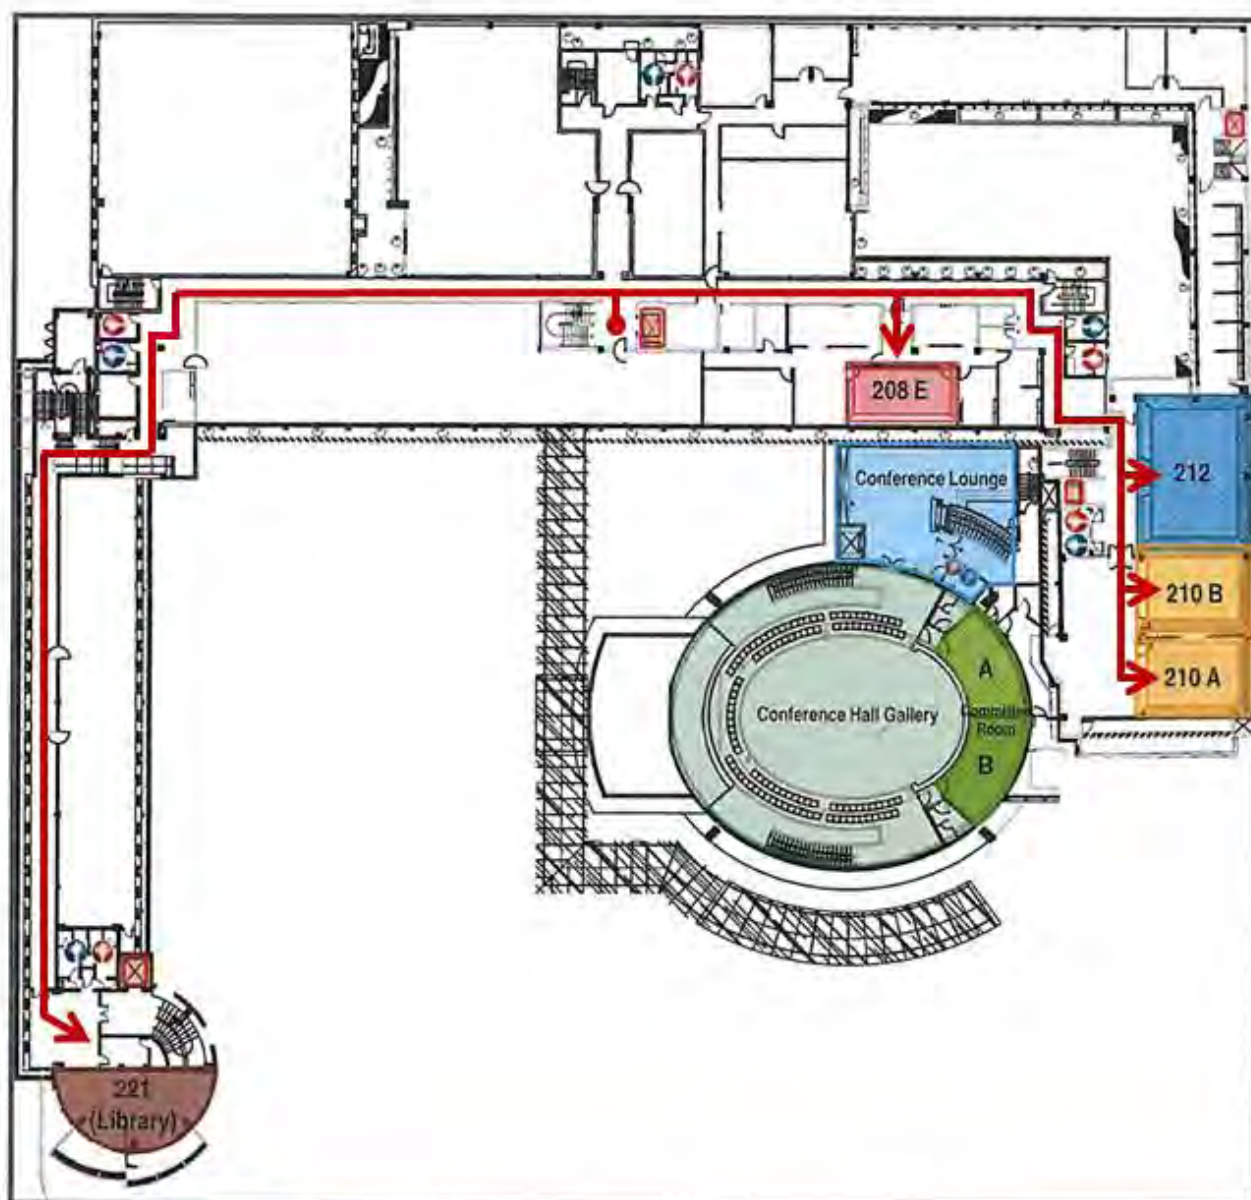 208 E
Conference Lounge
212
210 B
210 A
A
Conference Hall Gallery
Committee
Room
B
221
(Library)